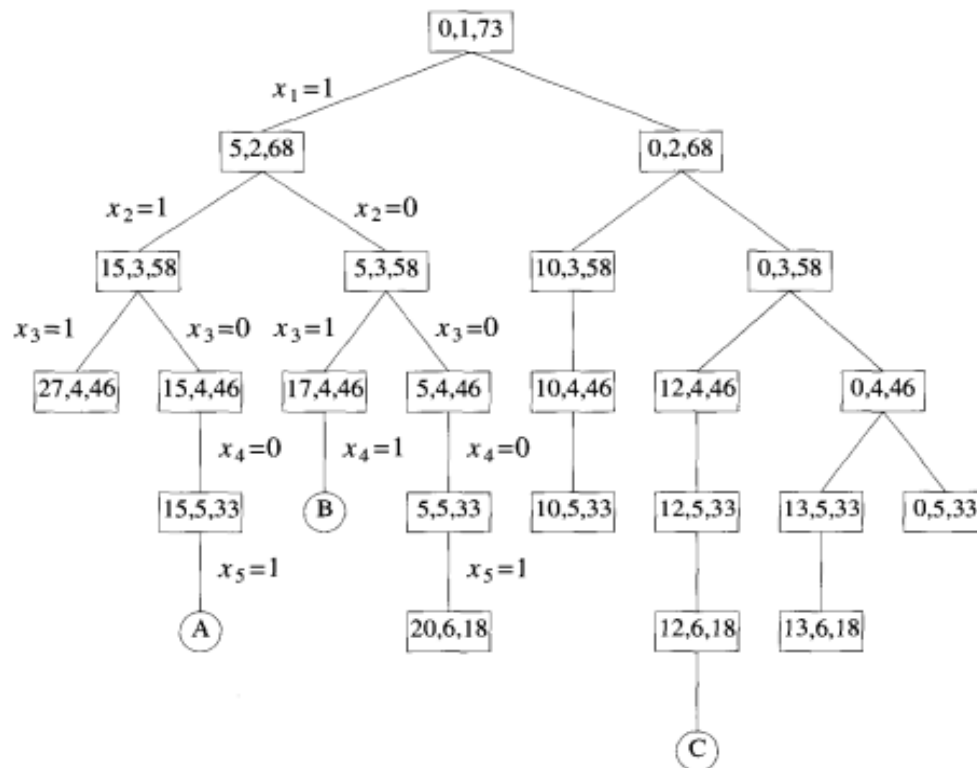 0,1,73
x1=1
5,2,68 0,2,68
x2=1 x2=0
15,3,58 5,3,58 10,3,58 0,3,58
x3=1 x3=0 x3=1 x3=0
27,4,46 15,4,46 17,4,46 5,4,46 10,4,46 12,4,46 0,4,46
x4=0 x4=1 x4=0
15,5,33 B 5,5,33 10,5,33 12,5,33 13,5,33 0,5,33
x5=1 x5=1
A 20,6,18 12,6,18 13,6,18
C